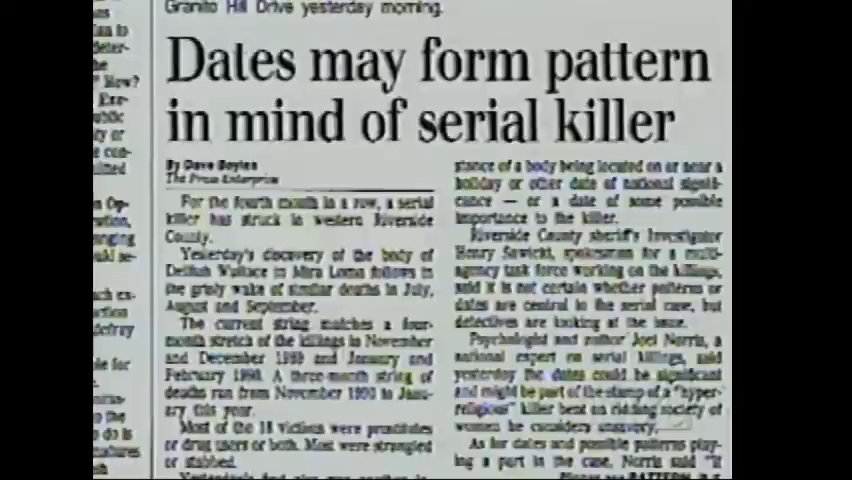 Granito Hill Drive yesterday morning.
Dates may form pattern
in mind of serial killer
By Dave Boyles
The Press-Enterprise
For the fourth month in a row, a serial
killer has struck in western Riverside
County.
Yesterday's discovery of the body of
Delilah Wallace in Mira Loma follows in
the grisly wake of similar deaths in July,
August and September.
The current string matches a four-
month stretch of the killings in November
and December 1989 and January and
February 1990. A three-month string of
deaths ran from November 1990 to Janu-
ary this year.
Most of the 18 victims were prostitutes
or drug users or both. Most were strangled
or stabbed.
stance of a body being located on or near a
holiday or other date of national signifi-
cance — or a date of some possible
importance to the killer.
Riverside County sheriff's Investigator
Henry Sawicki, spokesman for a multi-
agency task force working on the killings,
said it is not certain whether patterns or
dates are central to the serial case, but
detectives are looking at the issue.
Psychologist and author Joel Norris, a
national expert on serial killings, said
yesterday the dates could be significant
and might be part of the stamp of a "hyper-
religious" killer bent on ridding society of
women he considers unsavory.
As for dates and possible patterns play-
ing a part in the case, Norris said "It